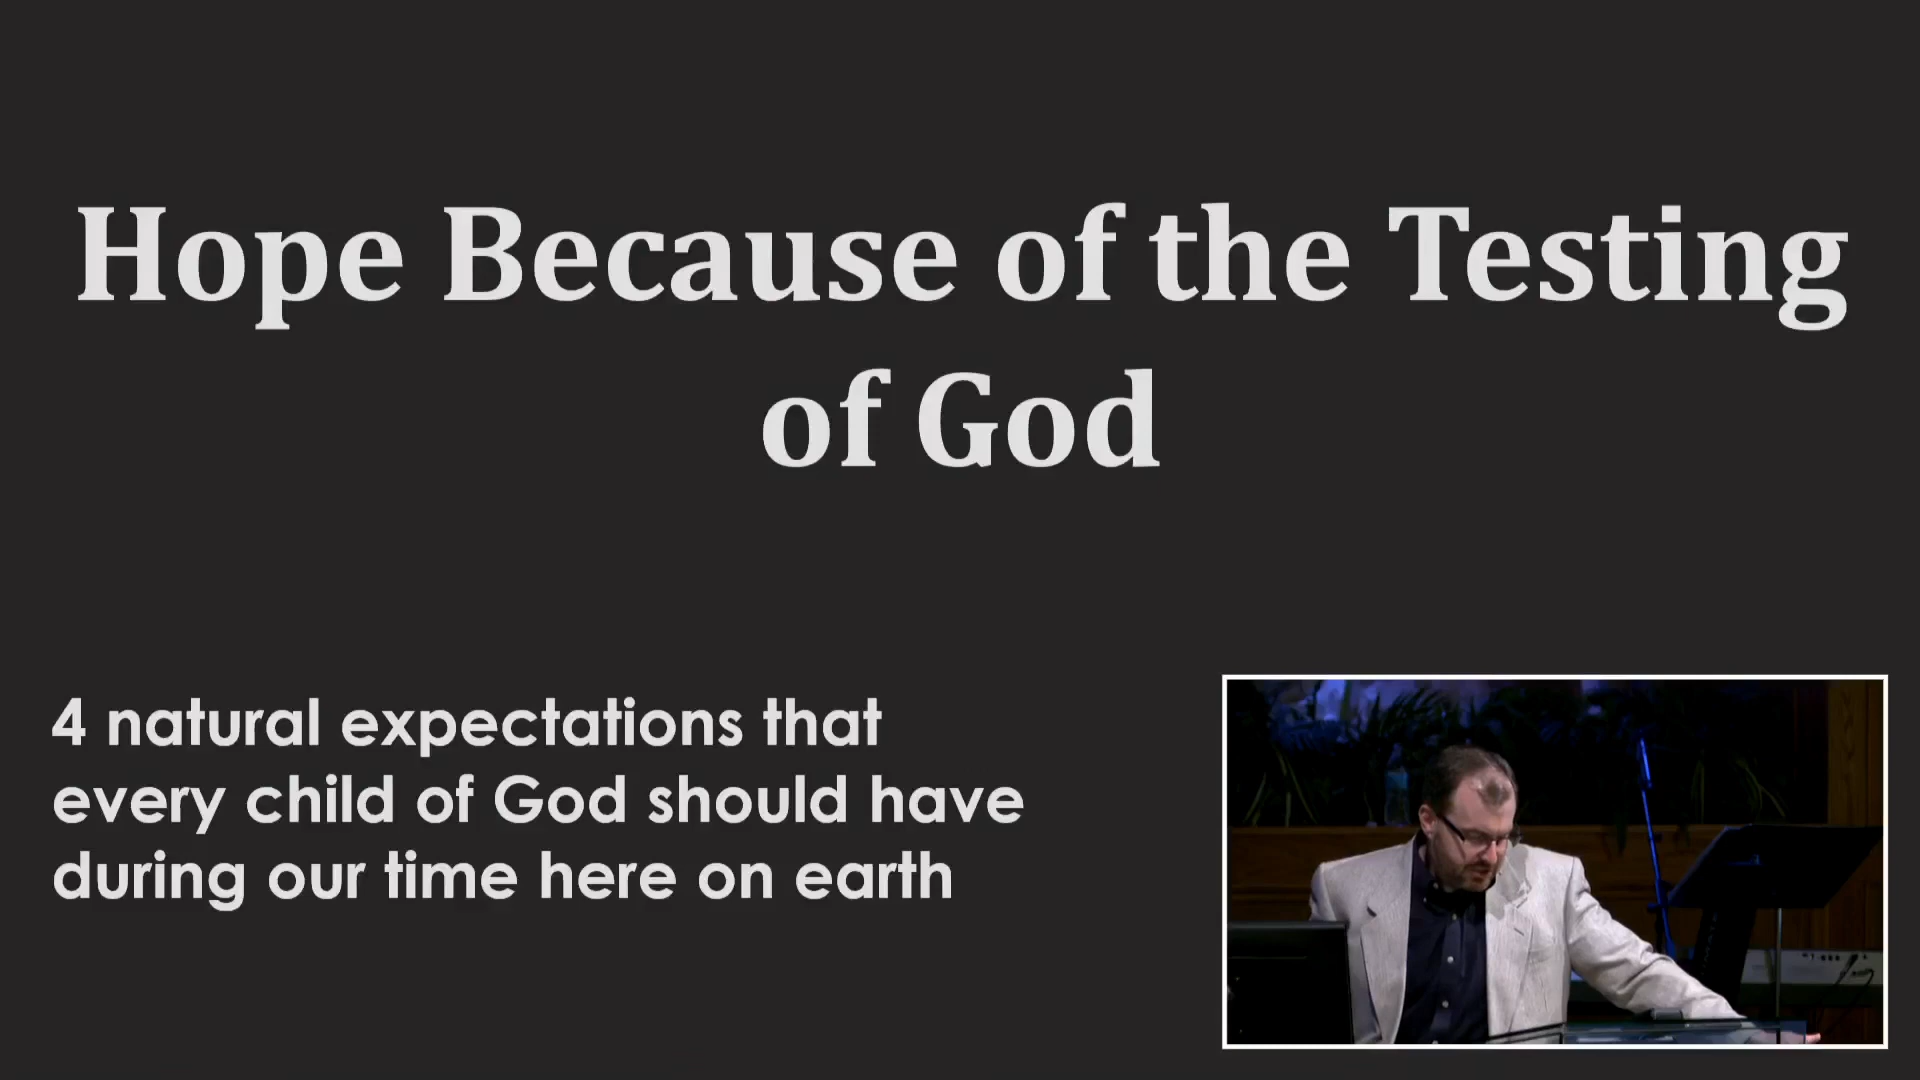 Hope Because of the Testing
of God
4 natural expectations that
every child of God should have
during our time here on earth